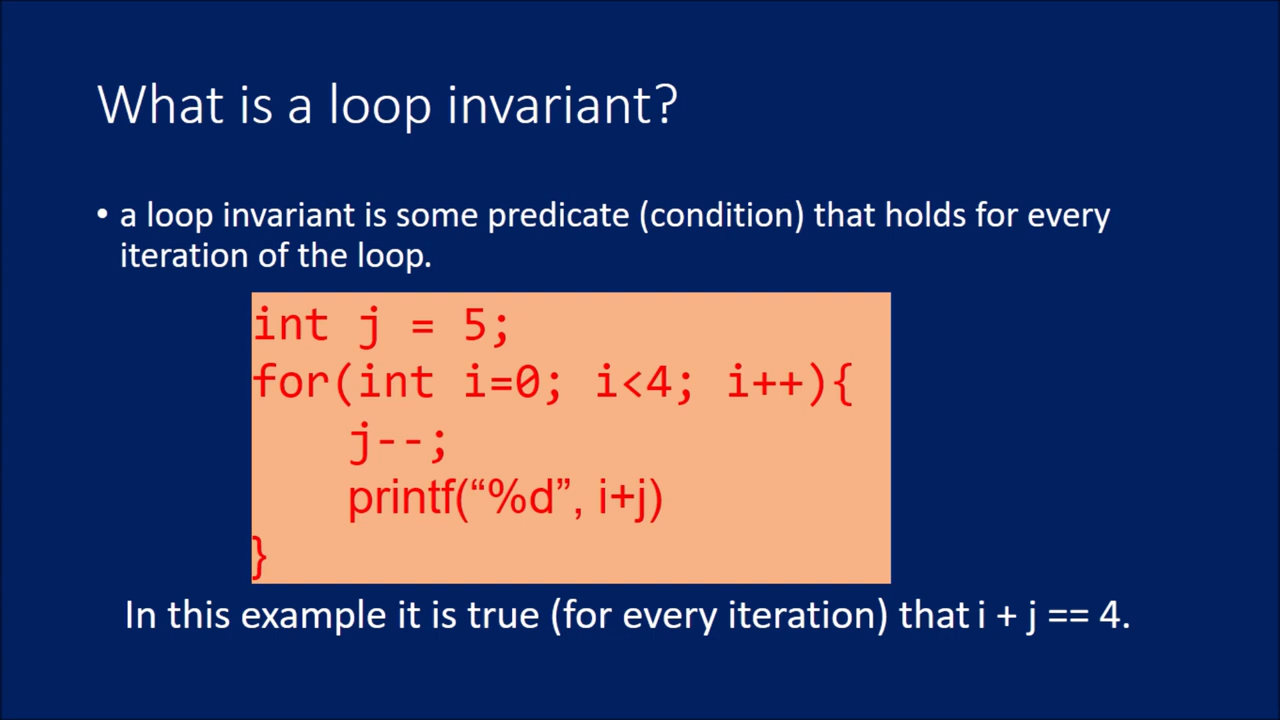 What is a loop invariant?
• a loop invariant is some predicate (condition) that holds for every
iteration of the loop.
int j = 5;
for(int i=0; i<4; i++){
j--;
printf(“%d”, i+j)
}
In this example it is true (for every iteration) that i + j == 4.